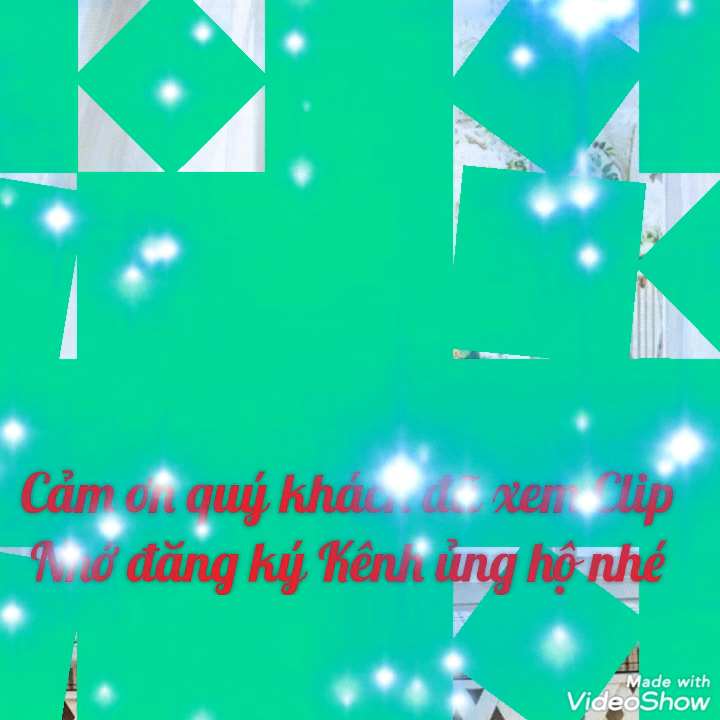 Cảm ơn quý khách đã xem Clip
Nhớ đăng ký Kênh ủng hộ nhé
Made with
VideoShow